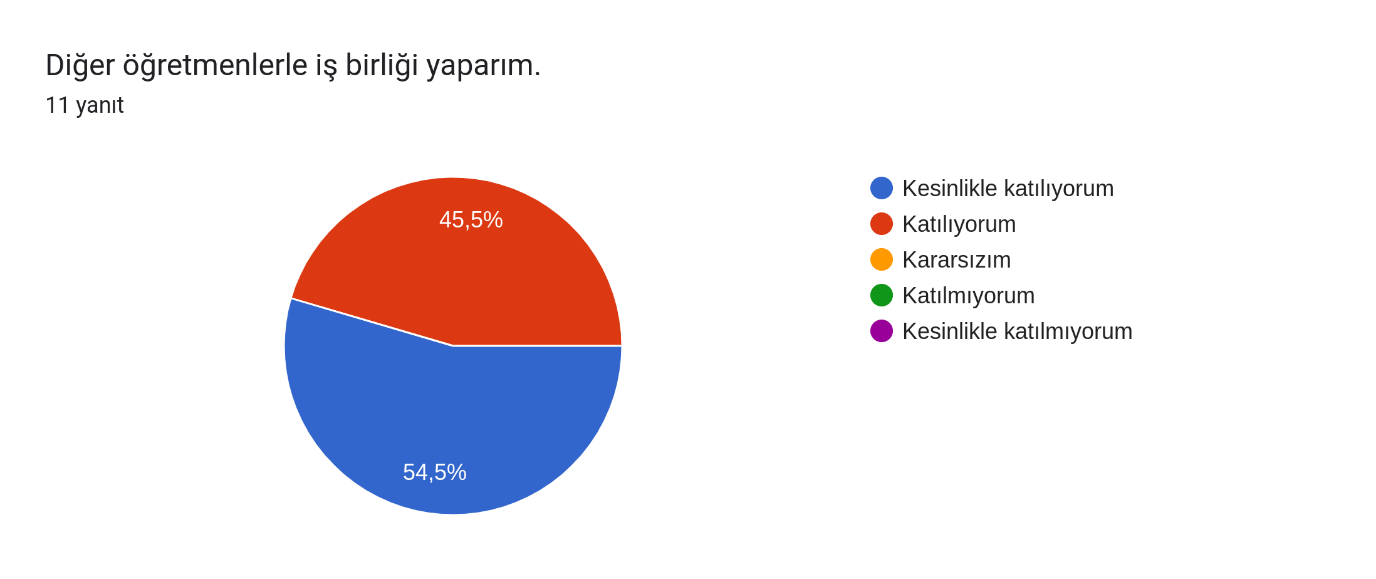 Diğer öğretmenlerle iş birliği yaparım.
11 yanıt
45,5%
54,5%
Kesinlikle katılıyorum
Katılıyorum
Kararsızım
Katılmıyorum
Kesinlikle katılmıyorum